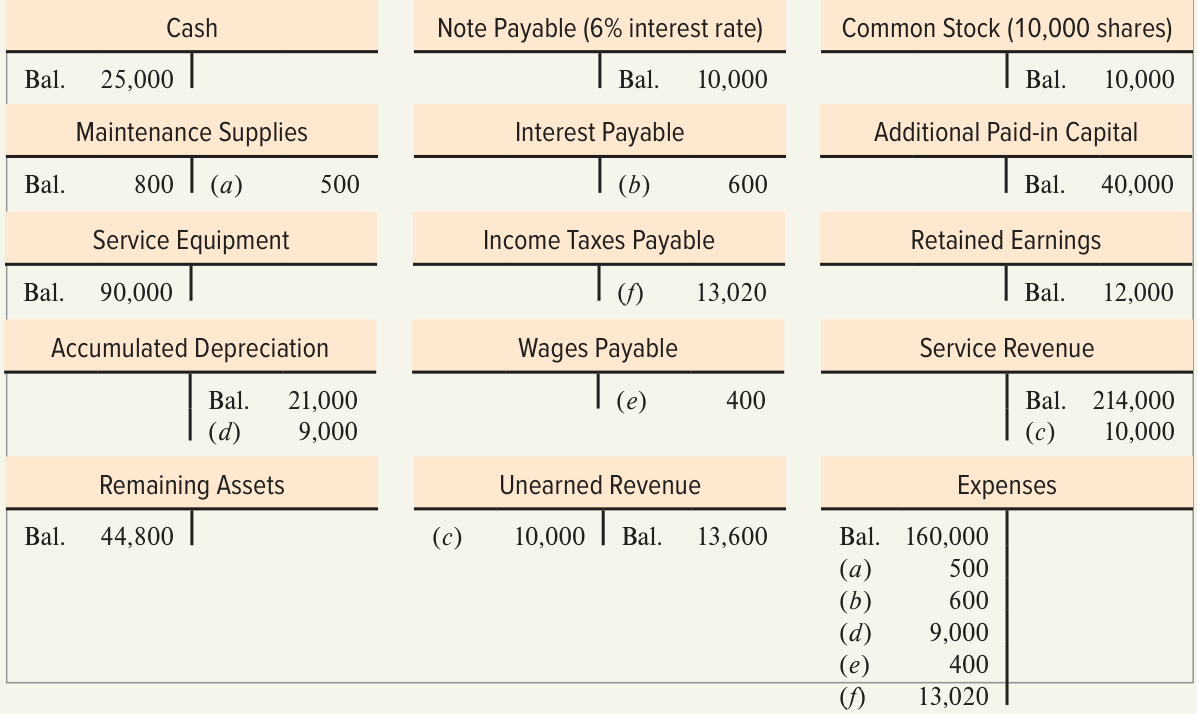 Cash Note Payable (6% interest rate) Common Stock (10,000 shares)
Bal. 25,000 Bal. 10,000 Bal. 10,000
Maintenance Supplies Interest Payable Additional Paid-in Capital
Bal. 800 (a) 500 (b) 600 Bal. 40,000
Service Equipment Income Taxes Payable Retained Earnings
Bal. 90,000 (f) 13,020 Bal. 12,000
Accumulated Depreciation Wages Payable Service Revenue
Bal. 21,000 (e) 400 Bal. 214,000
(d) 9,000 (c) 10,000
Remaining Assets Unearned Revenue Expenses
Bal. 44,800 (c) 10,000 Bal. 13,600 Bal. 160,000
(a) 500
(b) 600
(d) 9,000
(e) 400
(f) 13,020